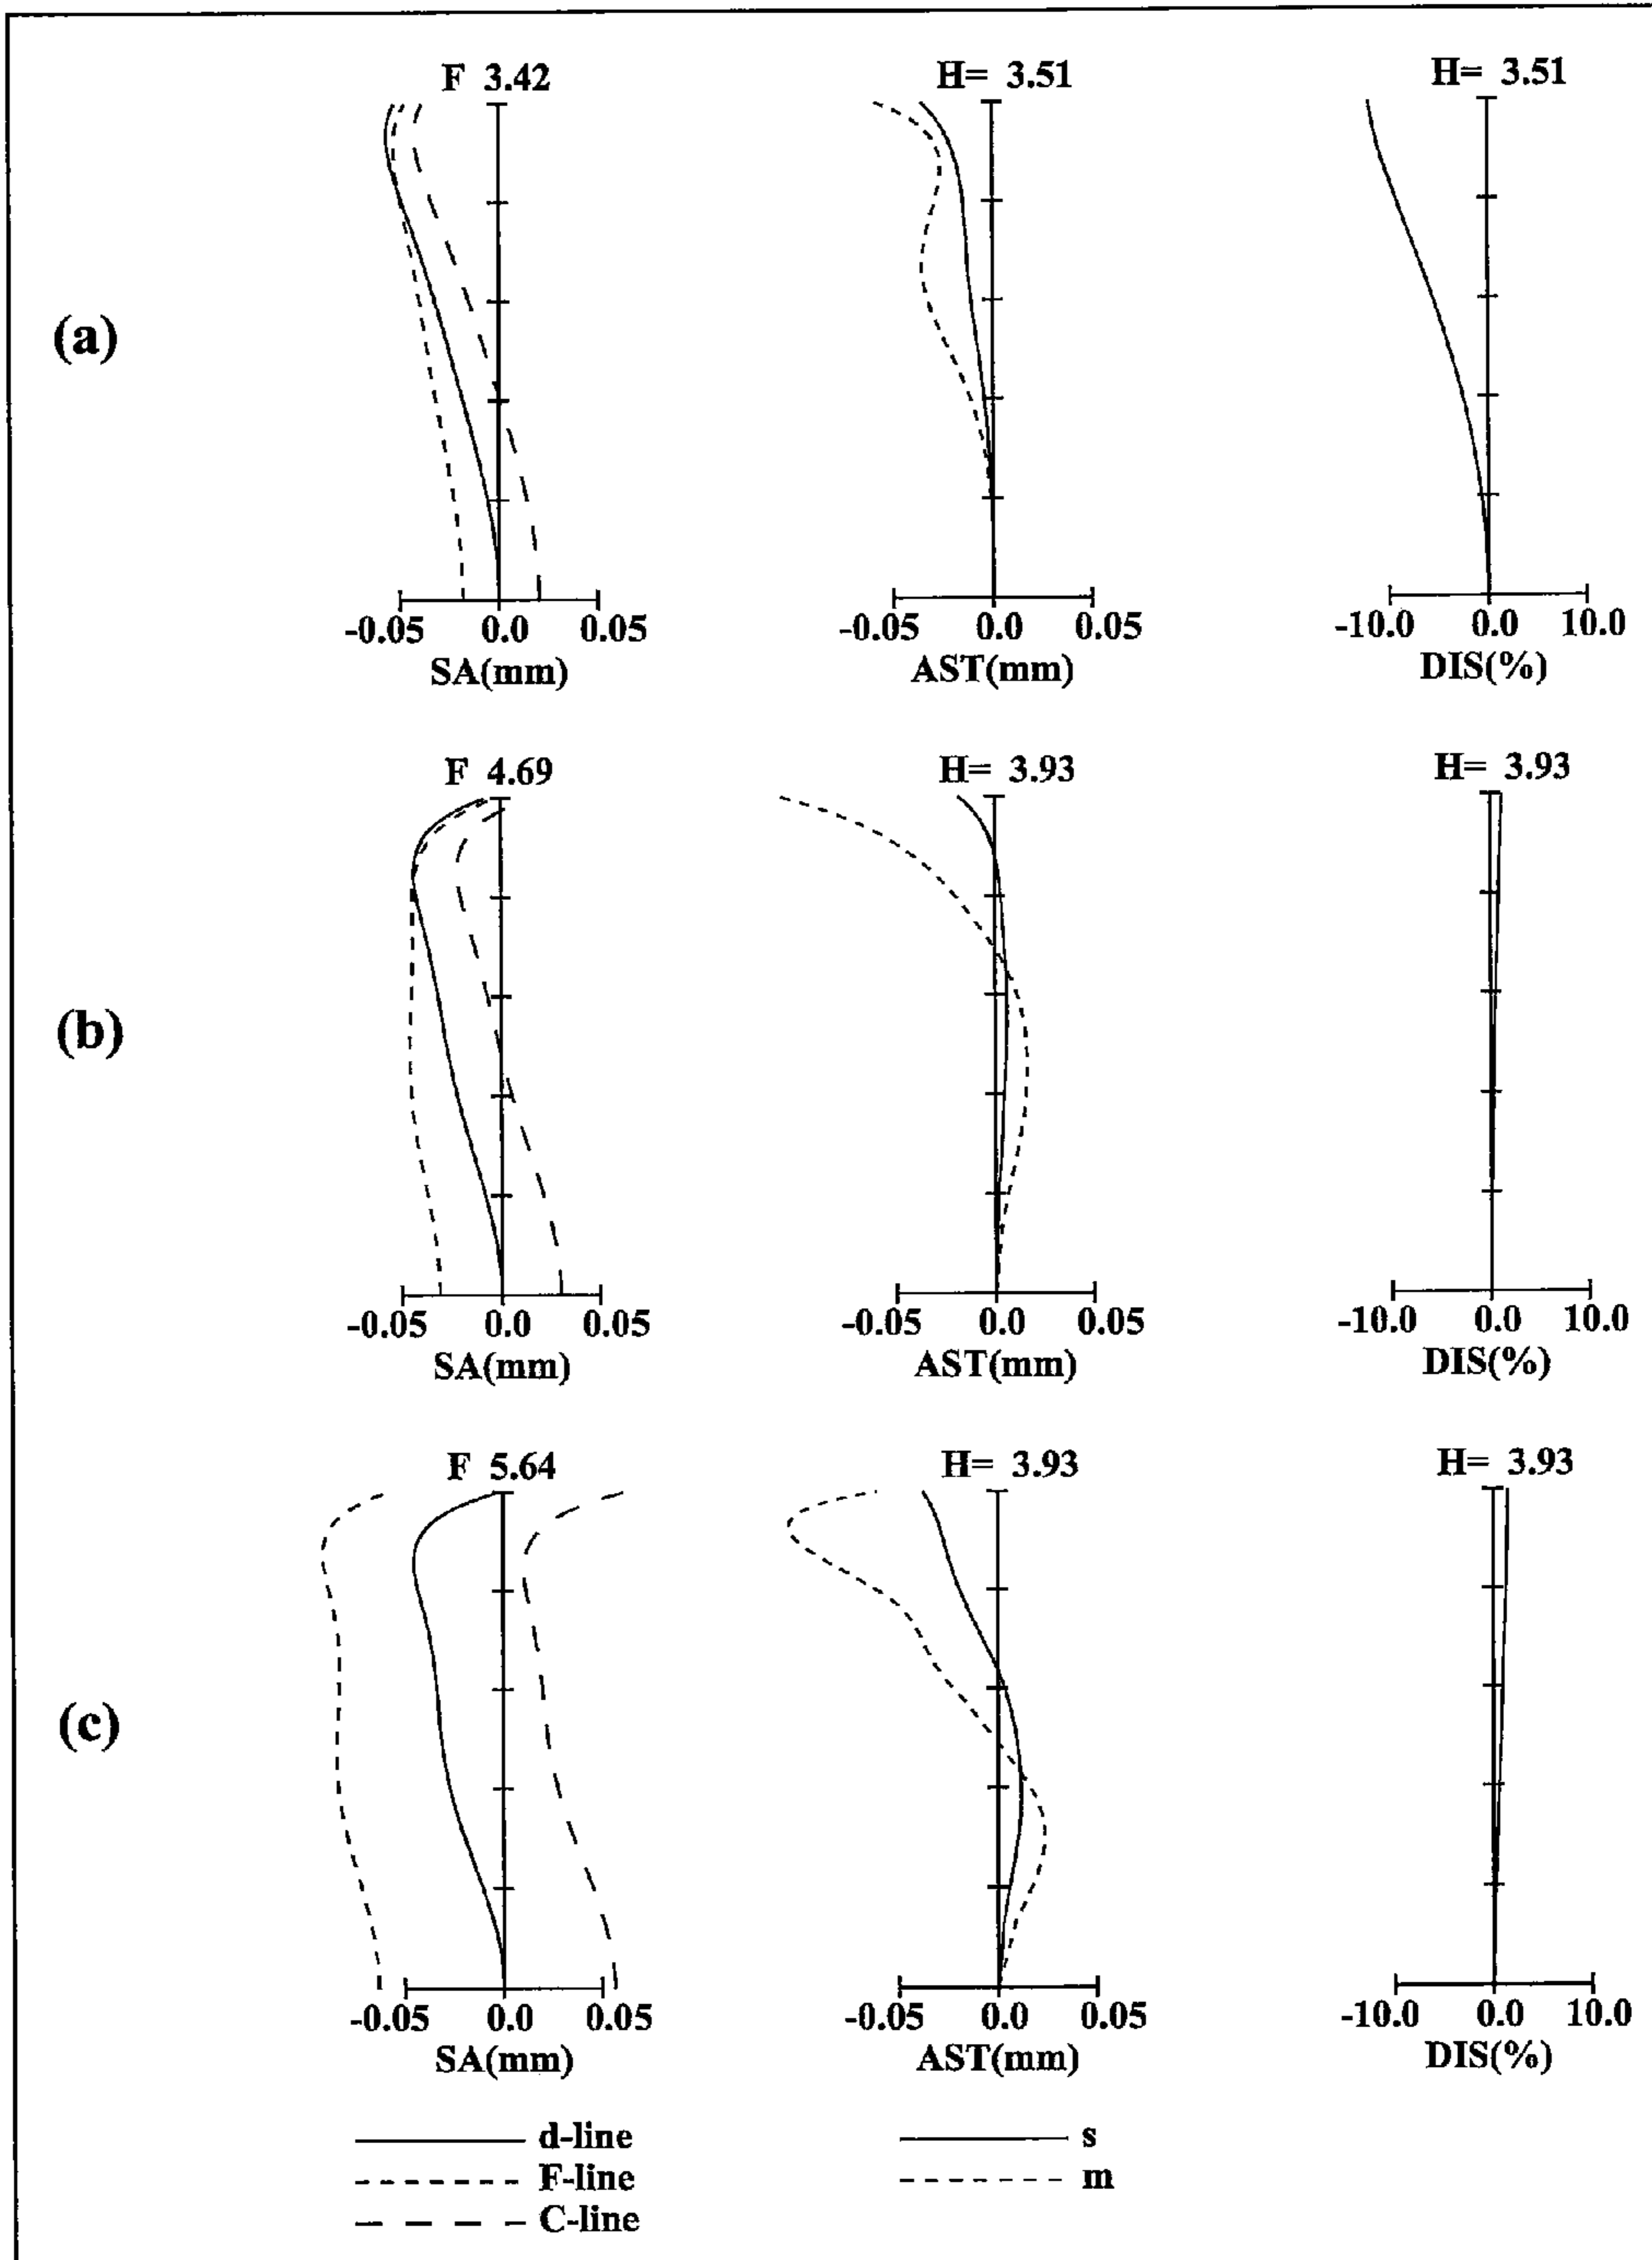 F 3.42
H= 3.51
H= 3.51
(a)
-0.05 0.0 0.05
SA(mm)
-0.05 0.0 0.05
AST(mm)
-10.0 0.0 10.0
DIS(%)
F 4.69
H= 3.93
H= 3.93
(b)
-0.05 0.0 0.05
SA(mm)
-0.05 0.0 0.05
AST(mm)
-10.0 0.0 10.0
DIS(%)
F 5.64
H= 3.93
H= 3.93
(c)
-0.05 0.0 0.05
SA(mm)
-0.05 0.0 0.05
AST(mm)
-10.0 0.0 10.0
DIS(%)
d-line
F-line
C-line
s
m